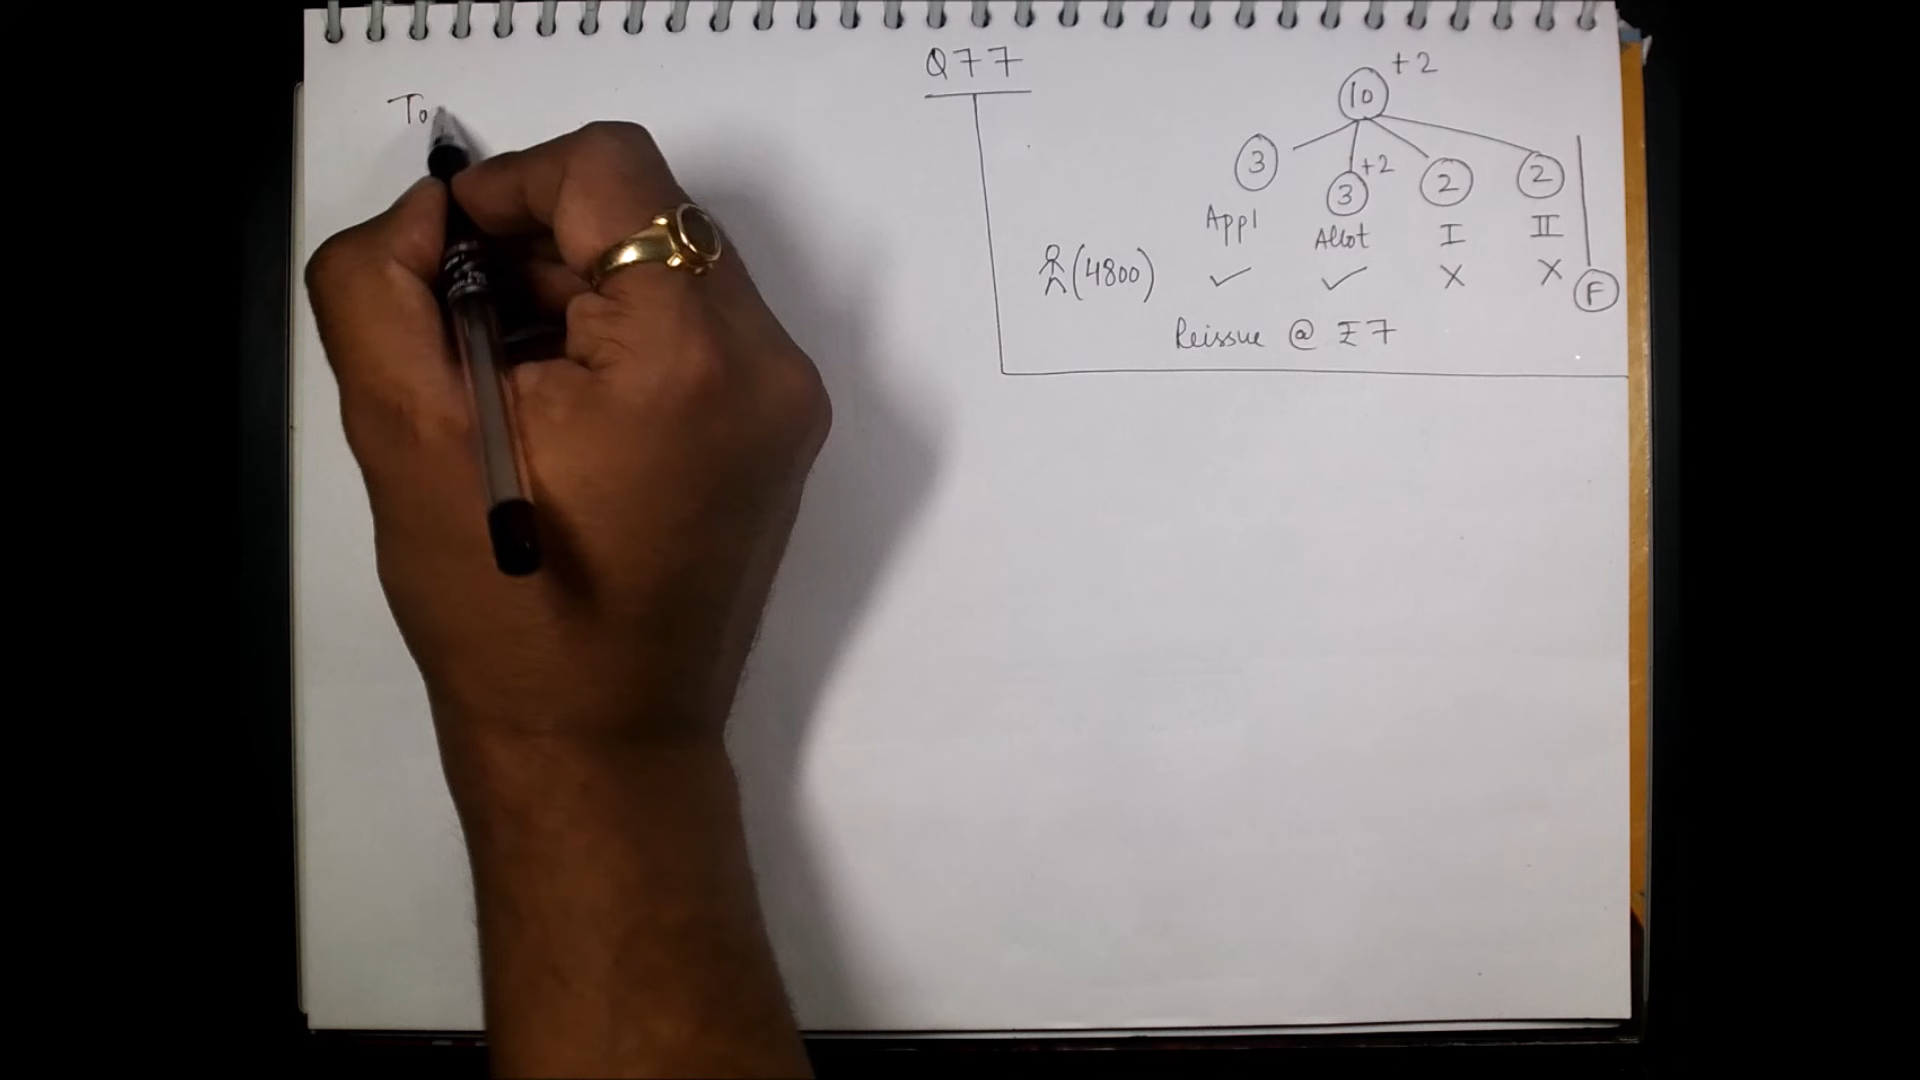 Q77
To
10 +2
3 3 +2 2 2
Appl Allot I II
(4800) ✓ ✓ X X F
Reissue @ ₹7